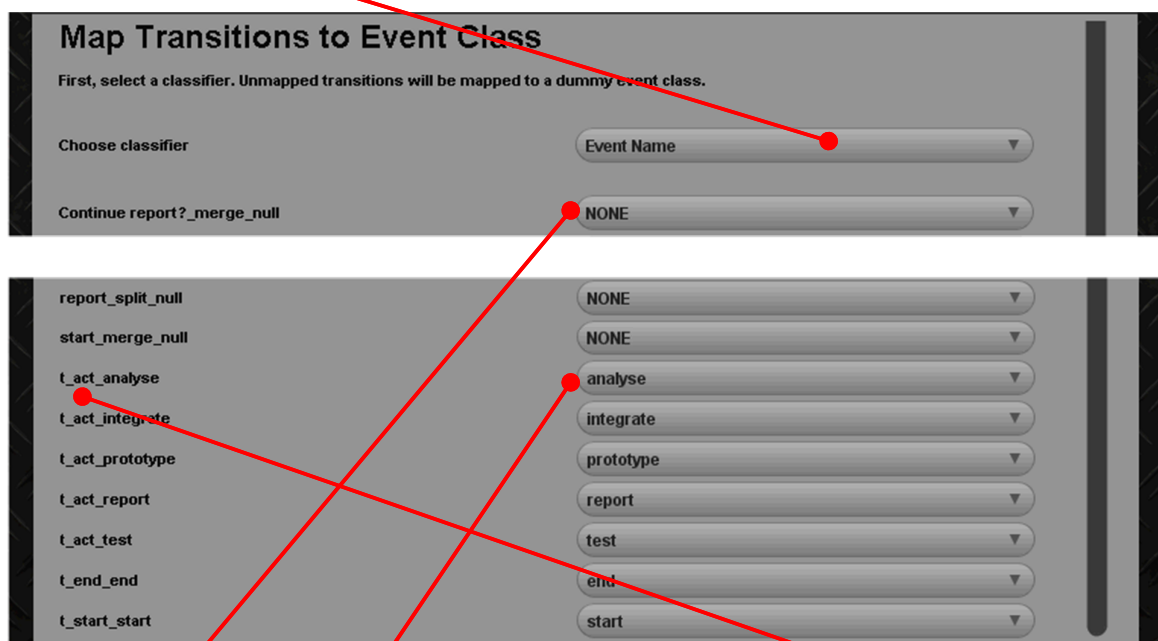 Map Transitions to Event Class
First, select a classifier. Unmapped transitions will be mapped to a dummy event class.
Choose classifier Event Name
Continue report?_merge_null NONE
report_split_null NONE
start_merge_null NONE
t_act_analyse analyse
t_act_integrate integrate
t_act_prototype prototype
t_act_report report
t_act_test test
t_end_end end
t_start_start start